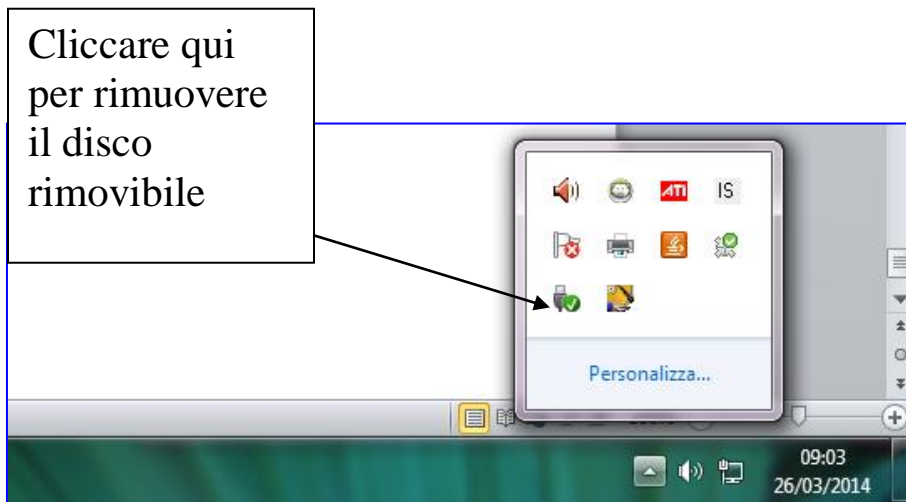 Cliccare qui
per rimuovere
il disco
rimovibile
ATI
IS
Personalizza...
09:03
26/03/2014